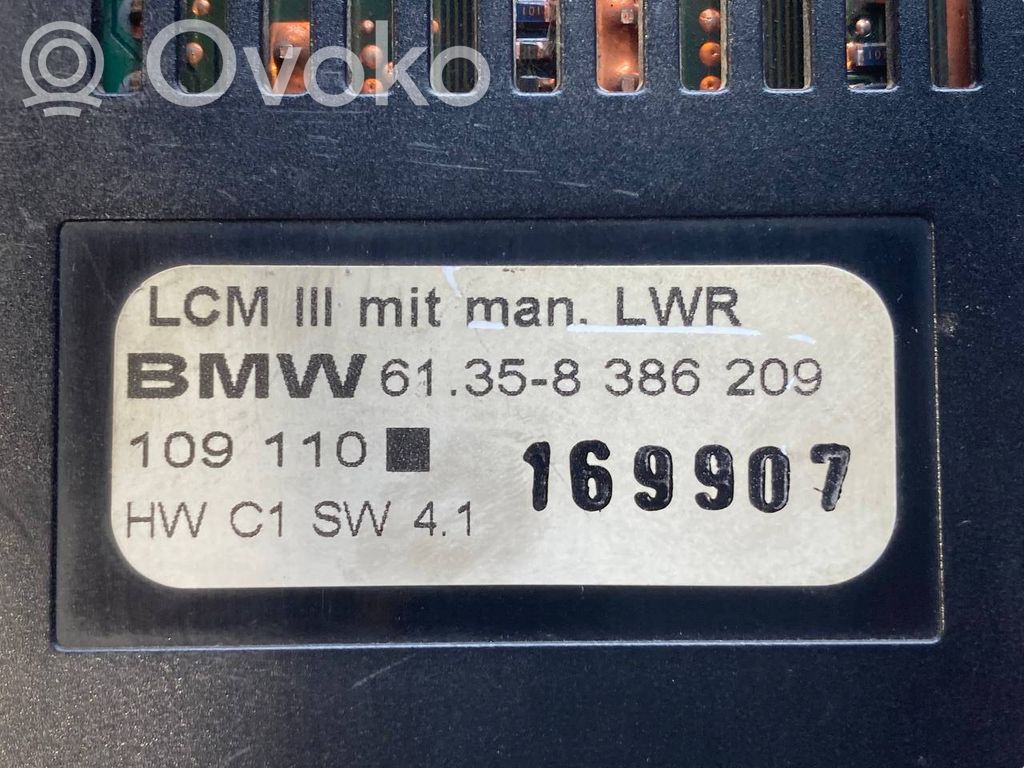 Ovoko
LCM III mit man. LWR
BMW 61.35-8 386 209
109 110
169907
HW C1 SW 4.1